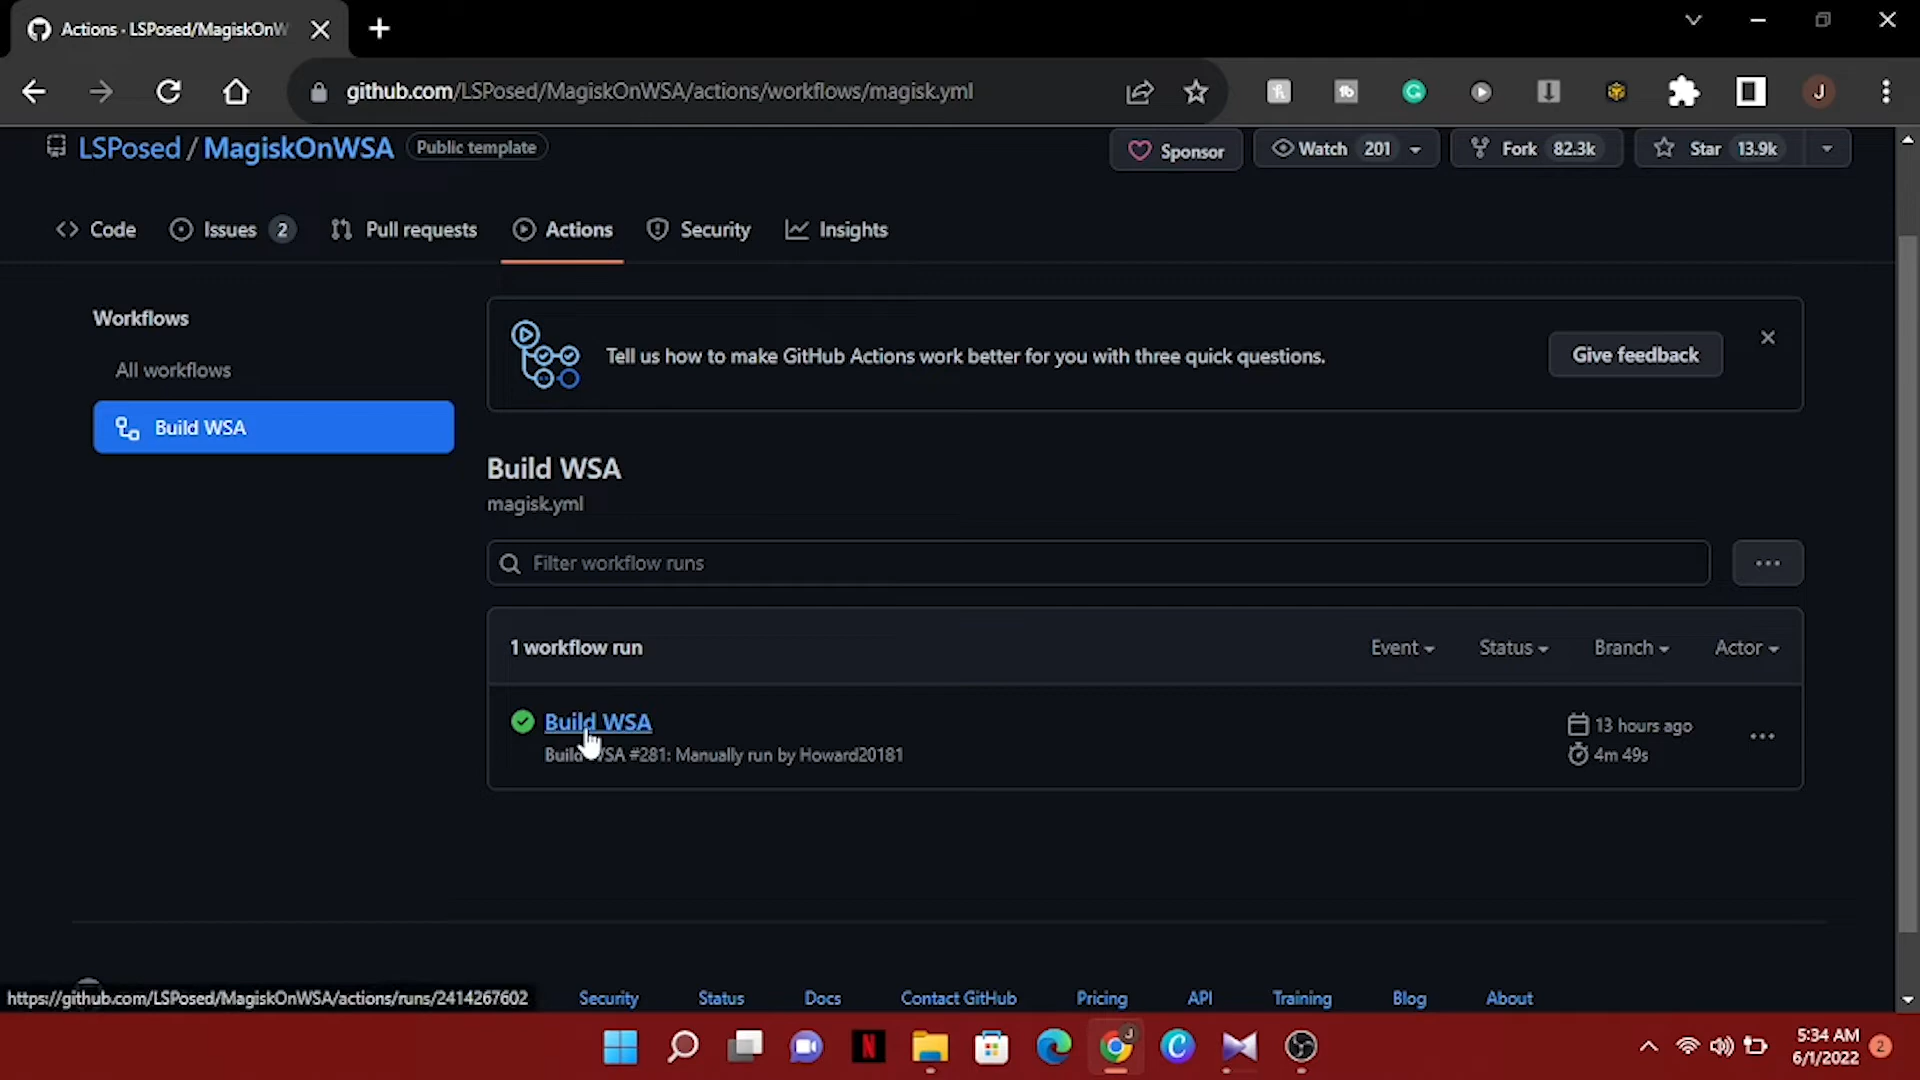 Actions · LSPosed/MagiskOnW
github.com/LSPosed/MagiskOnWSA/actions/workflows/magisk.yml
J
LSPosed / MagiskOnWSA Public template
Sponsor
Watch 201
Fork 82.3k
Star 13.9k
Code
Issues 2
Pull requests
Actions
Security
Insights
Workflows
All workflows
Build WSA
Tell us how to make GitHub Actions work better for you with three quick questions.
Give feedback
Build WSA
magisk.yml
Filter workflow runs
1 workflow run
Event
Status
Branch
Actor
Build WSA
Build WSA #281: Manually run by Howard20181
13 hours ago
4m 49s
https://github.com/LSPosed/MagiskOnWSA/actions/runs/2414267602
Security
Status
Docs
Contact GitHub
Pricing
API
Training
Blog
About
5:34 AM
6/1/2022
2